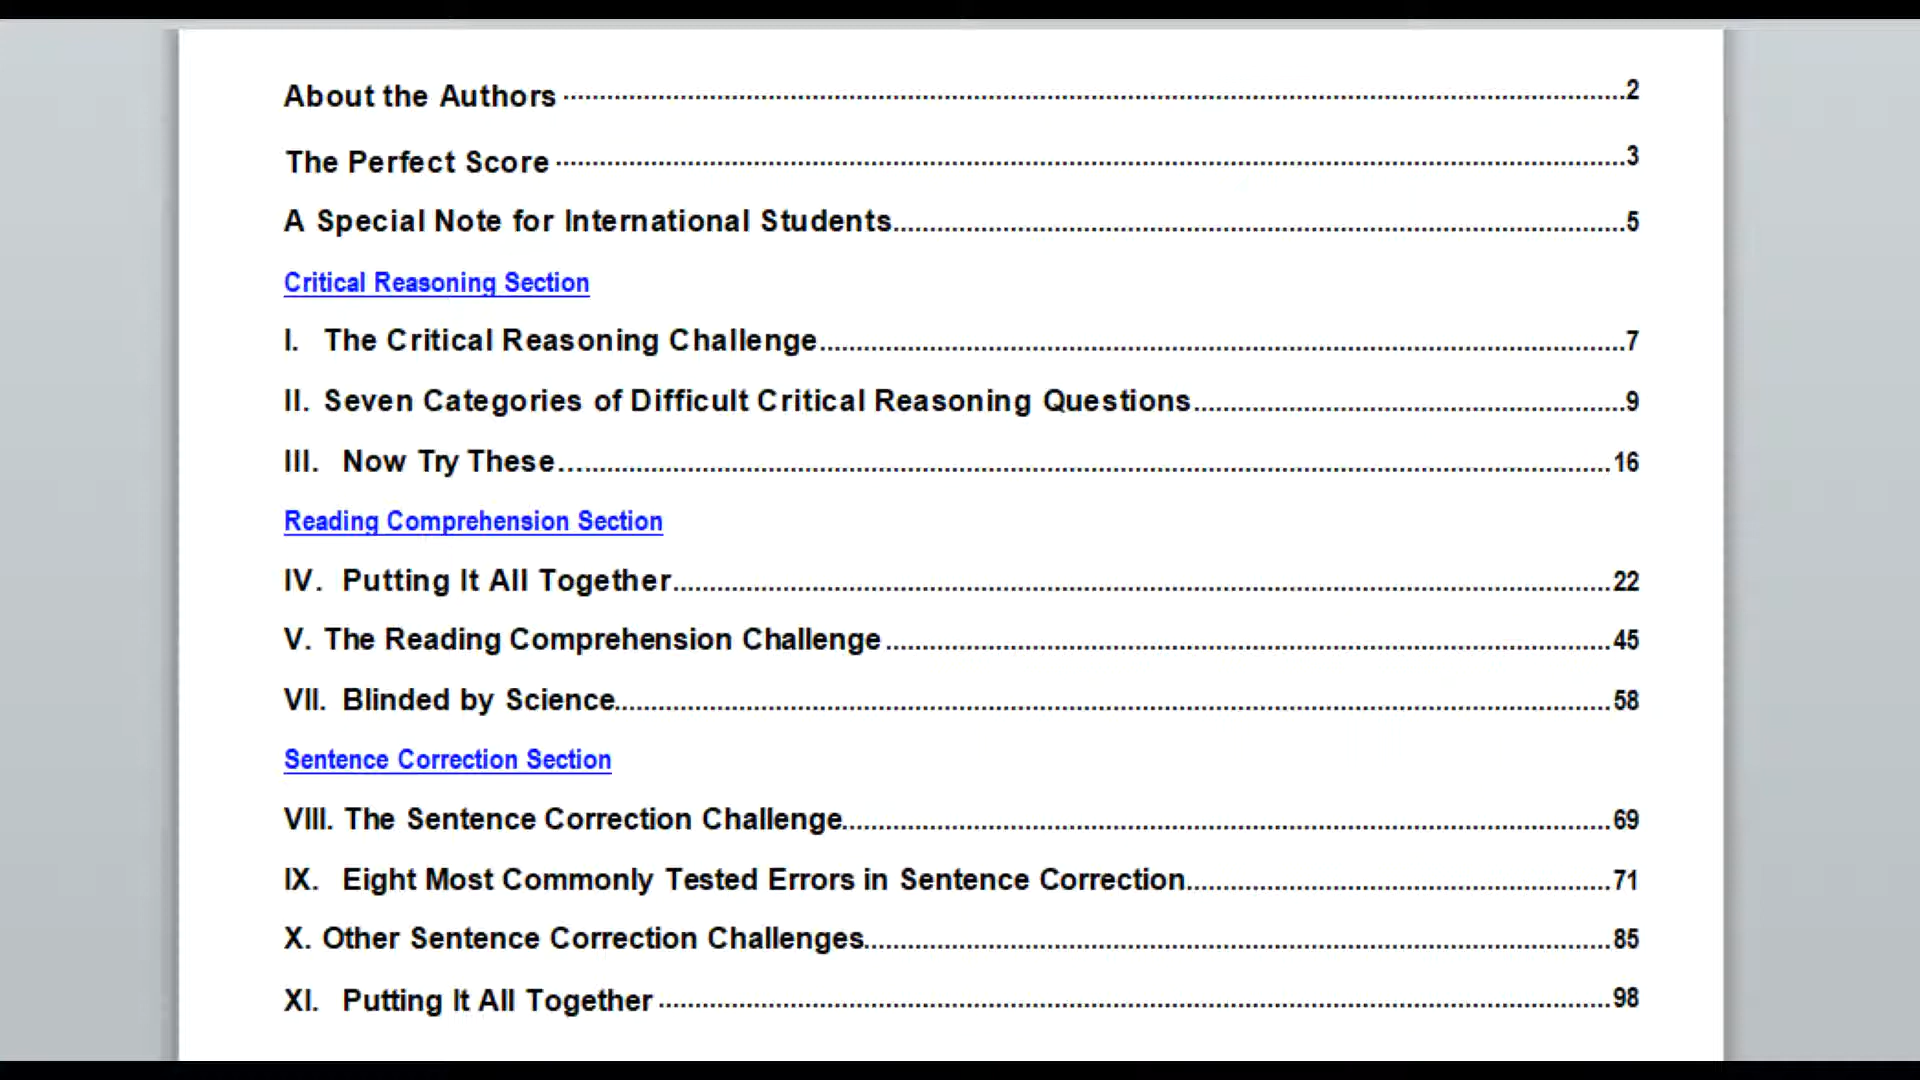 About the Authors ........ 2
The Perfect Score ........ 3
A Special Note for International Students ........ 5
Critical Reasoning Section
I. The Critical Reasoning Challenge ........ 7
II. Seven Categories of Difficult Critical Reasoning Questions ........ 9
III. Now Try These… ........ 16
Reading Comprehension Section
IV. Putting It All Together ........ 22
V. The Reading Comprehension Challenge ........ 45
VII. Blinded by Science ........ 58
Sentence Correction Section
VIII. The Sentence Correction Challenge ........ 69
IX. Eight Most Commonly Tested Errors in Sentence Correction ........ 71
X. Other Sentence Correction Challenges ........ 85
XI. Putting It All Together ........ 98